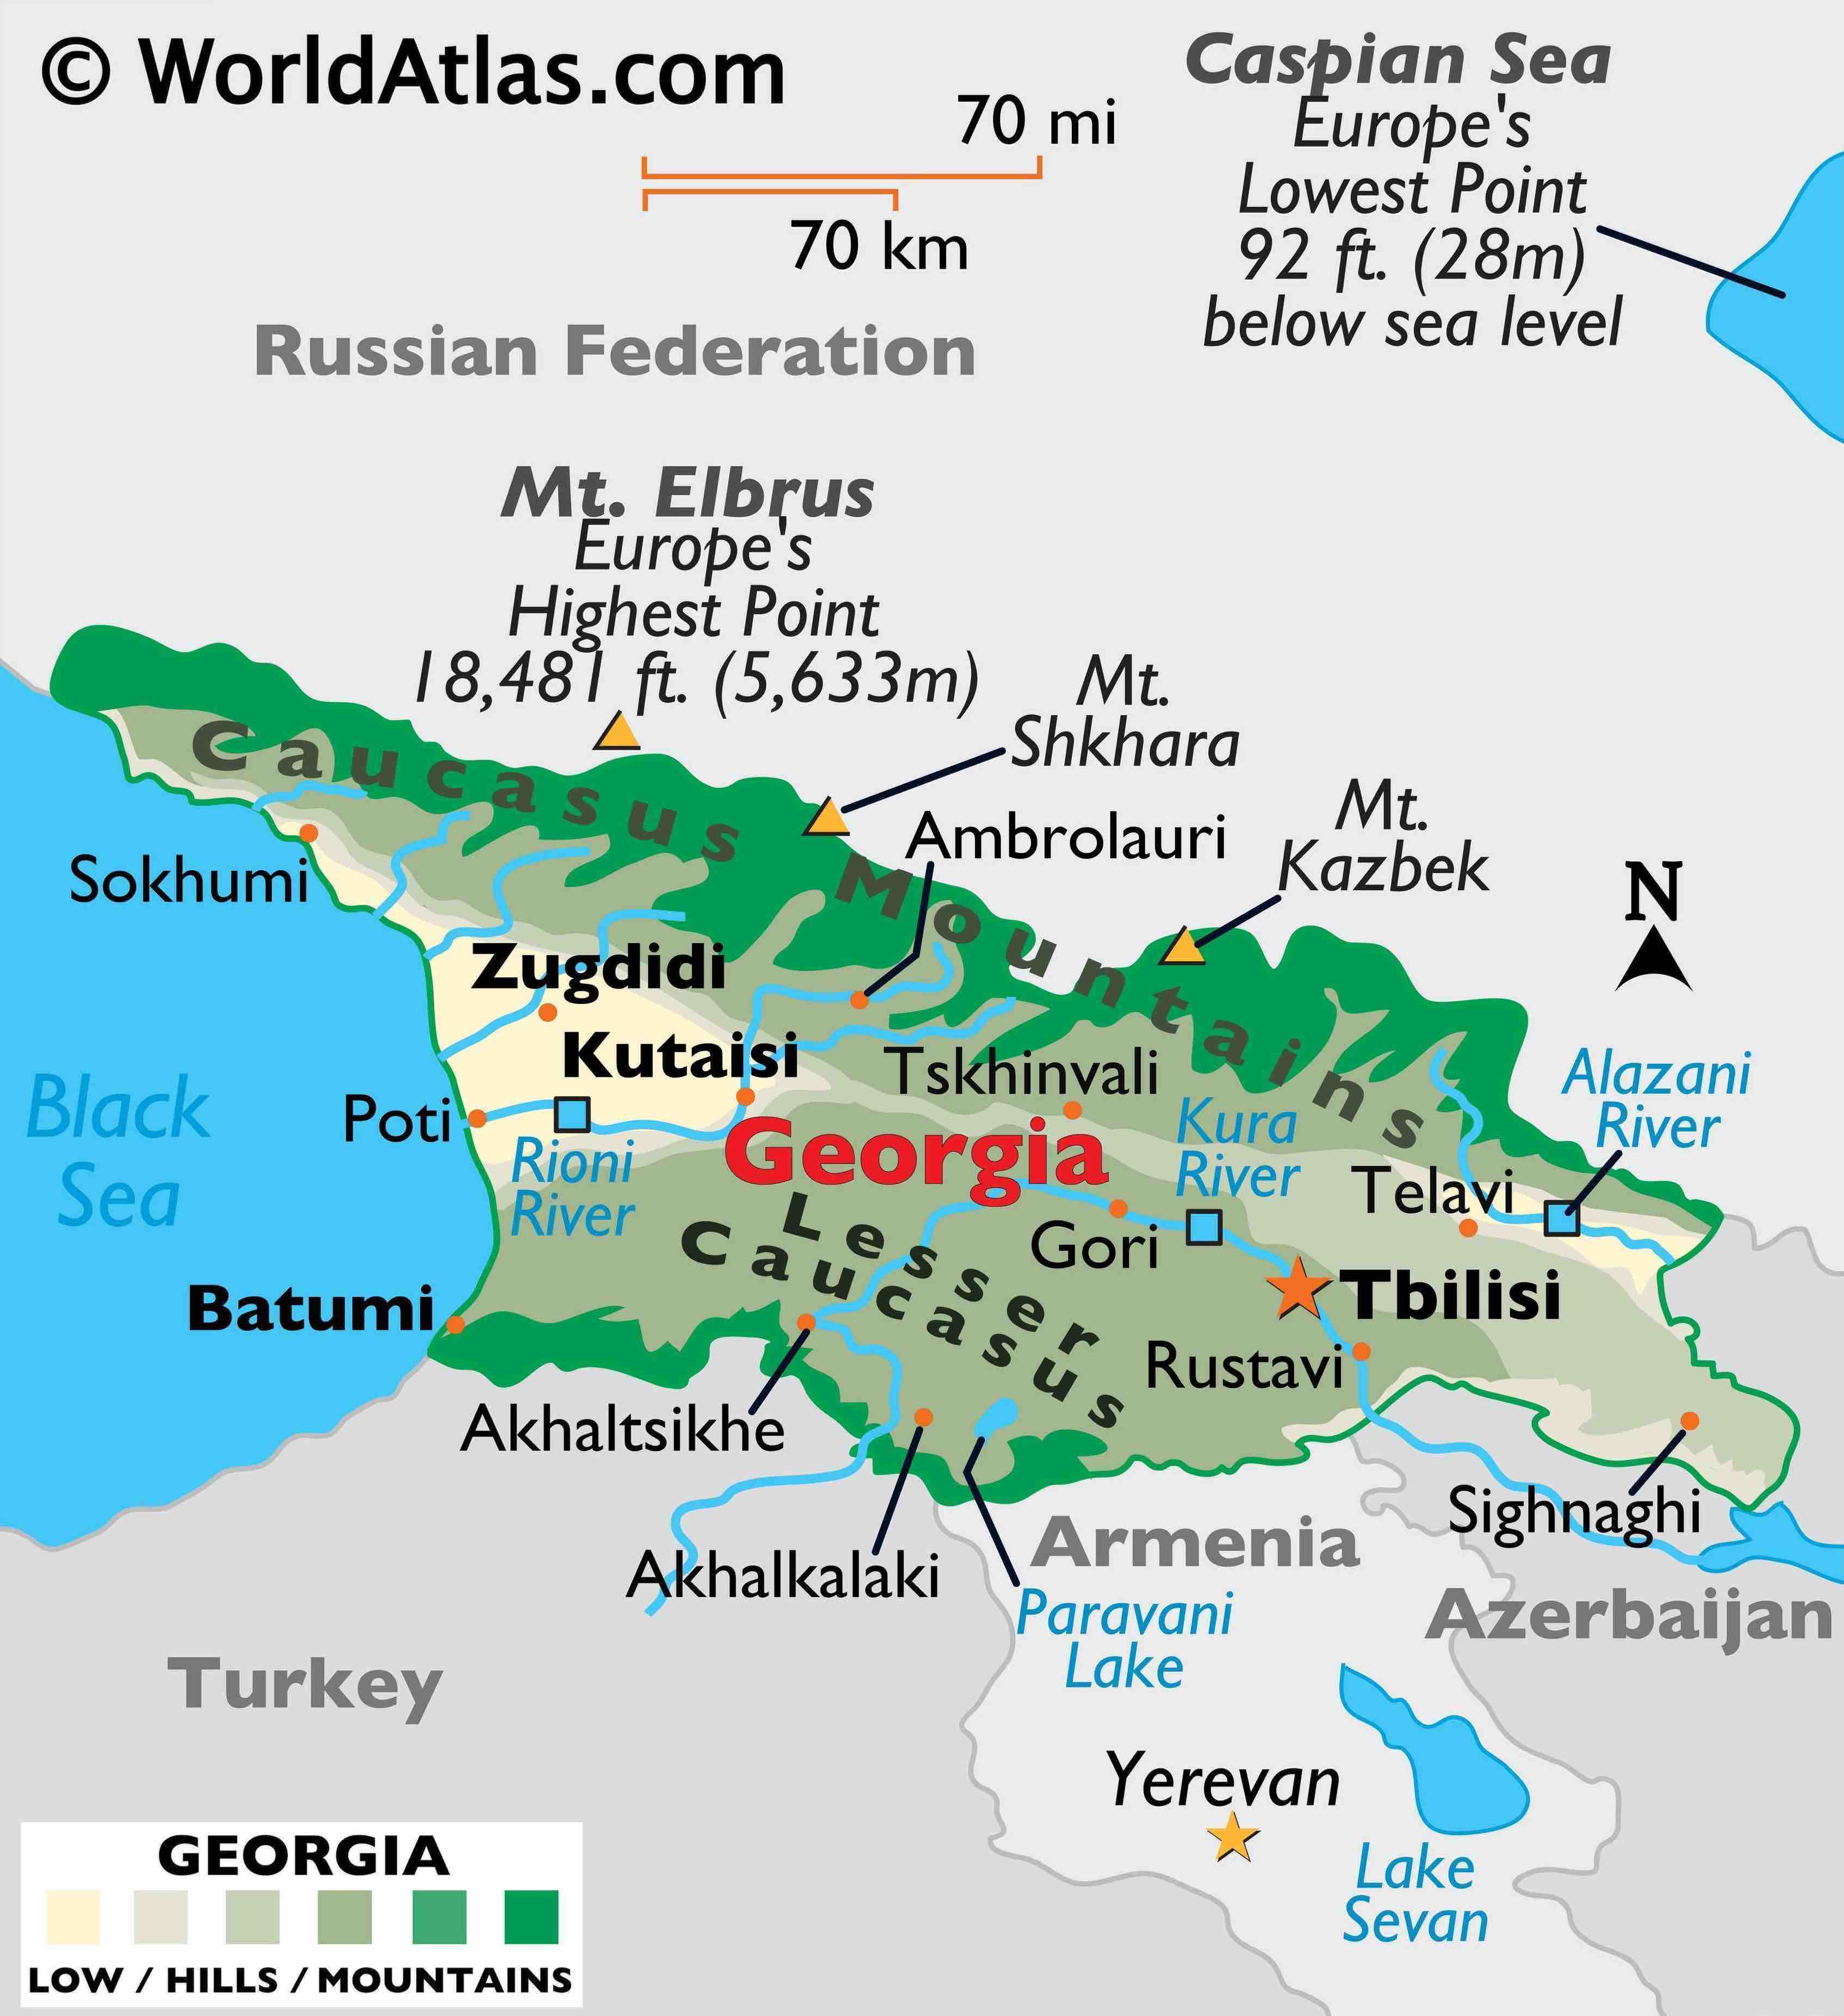 © WorldAtlas.com
70 mi
70 km
Caspian Sea
Europe's
Lowest Point
92 ft. (28m)
below sea level
Russian Federation
Mt. Elbrus
Europe's
Highest Point
18,481 ft. (5,633m)
Mt.
Shkhara
Ambrolauri
Mt.
Kazbek
N
Caucasus Mountains
Sokhumi
Zugdidi
Kutaisi
Tskhinvali
Alazani
River
Black
Sea
Poti
Rioni
River
Georgia
Kura
River
Telavi
Lesser
Caucasus
Gori
Batumi
Tbilisi
Rustavi
Akhaltsikhe
Sighnaghi
Akhalkalaki
Armenia
Paravani
Lake
Azerbaijan
Turkey
Yerevan
Lake
Sevan
GEORGIA
LOW / HILLS / MOUNTAINS